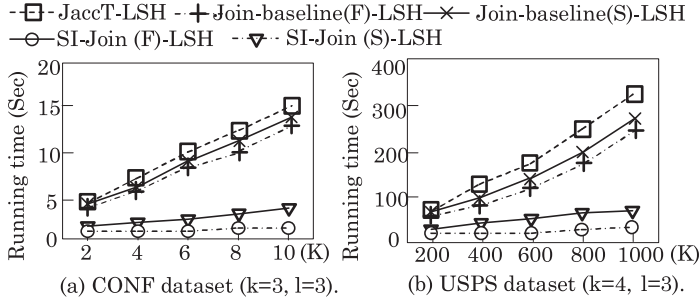 JaccT-LSH Join-baseline(F)-LSH Join-baseline(S)-LSH
SI-Join (F)-LSH SI-Join (S)-LSH
Running time (Sec)
20
15
10
5
0
2 4 6 8 10 (K)
(a) CONF dataset (k=3, l=3).
Running time (Sec)
400
300
200
100
0
200 400 600 800 1000 (K)
(b) USPS dataset (k=4, l=3).